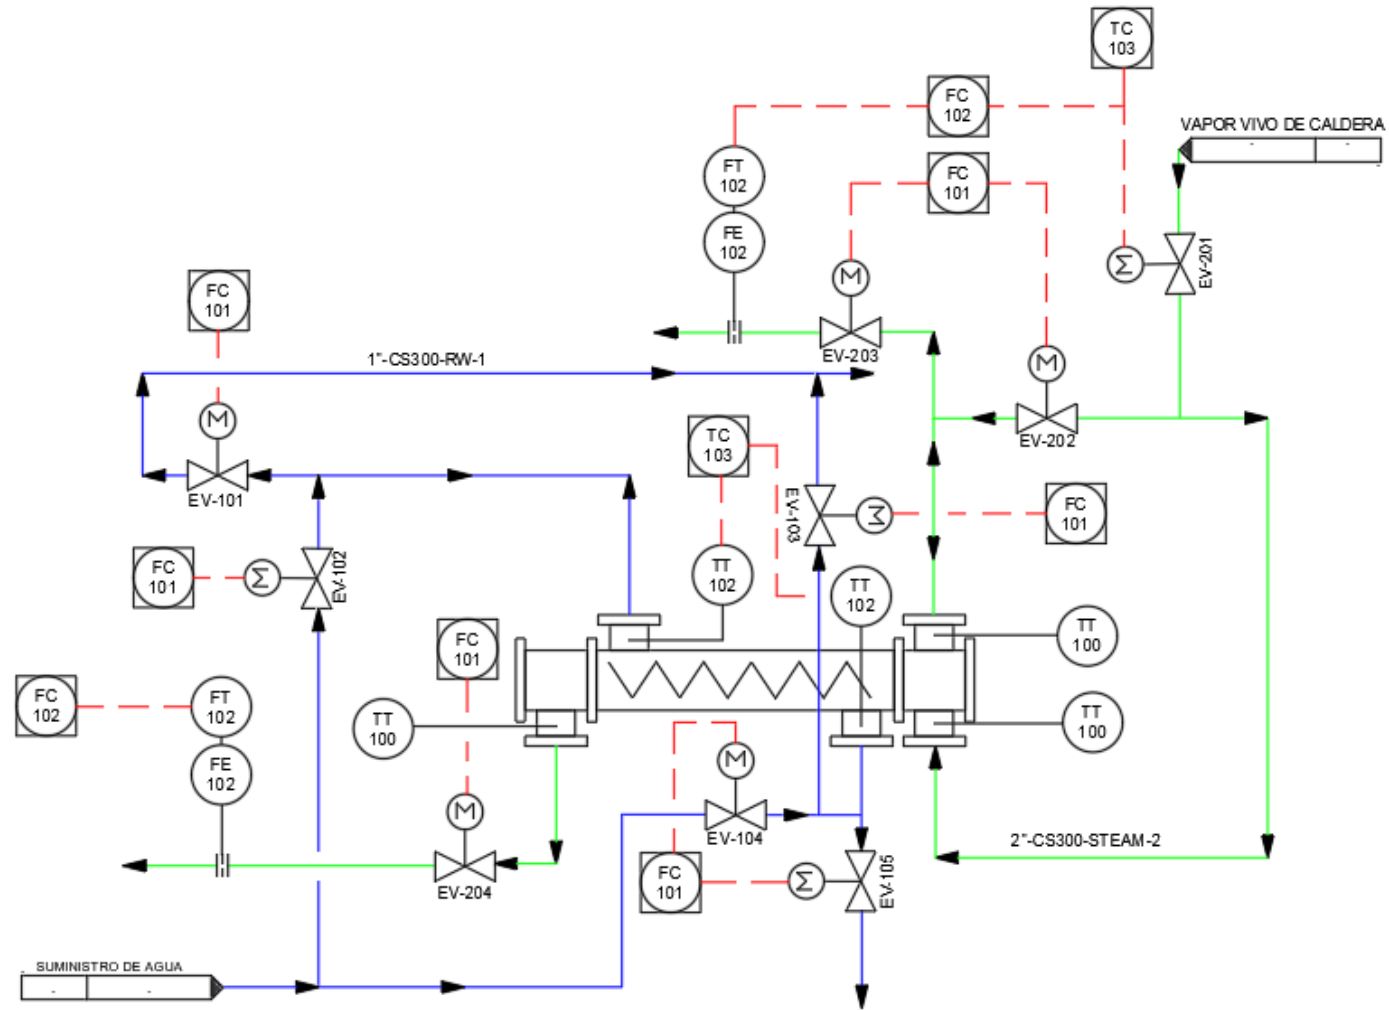 TC
103
FC
102
VAPOR VIVO DE CALDERA
FT
102
FC
101
FE
102
M
Σ
EV-201
FC
101
EV-203
1"-CS300-RW-1
M
M
EV-202
TC
103
EV-101
EV-103
Σ
FC
101
FC
101
Σ
EV-102
TT
102
TT
102
FC
101
TT
100
FC
102
FT
102
TT
100
TT
100
FE
102
M
M
EV-104
2"-CS300-STEAM-2
EV-204
FC
101
Σ
EV-105
SUMINISTRO DE AGUA